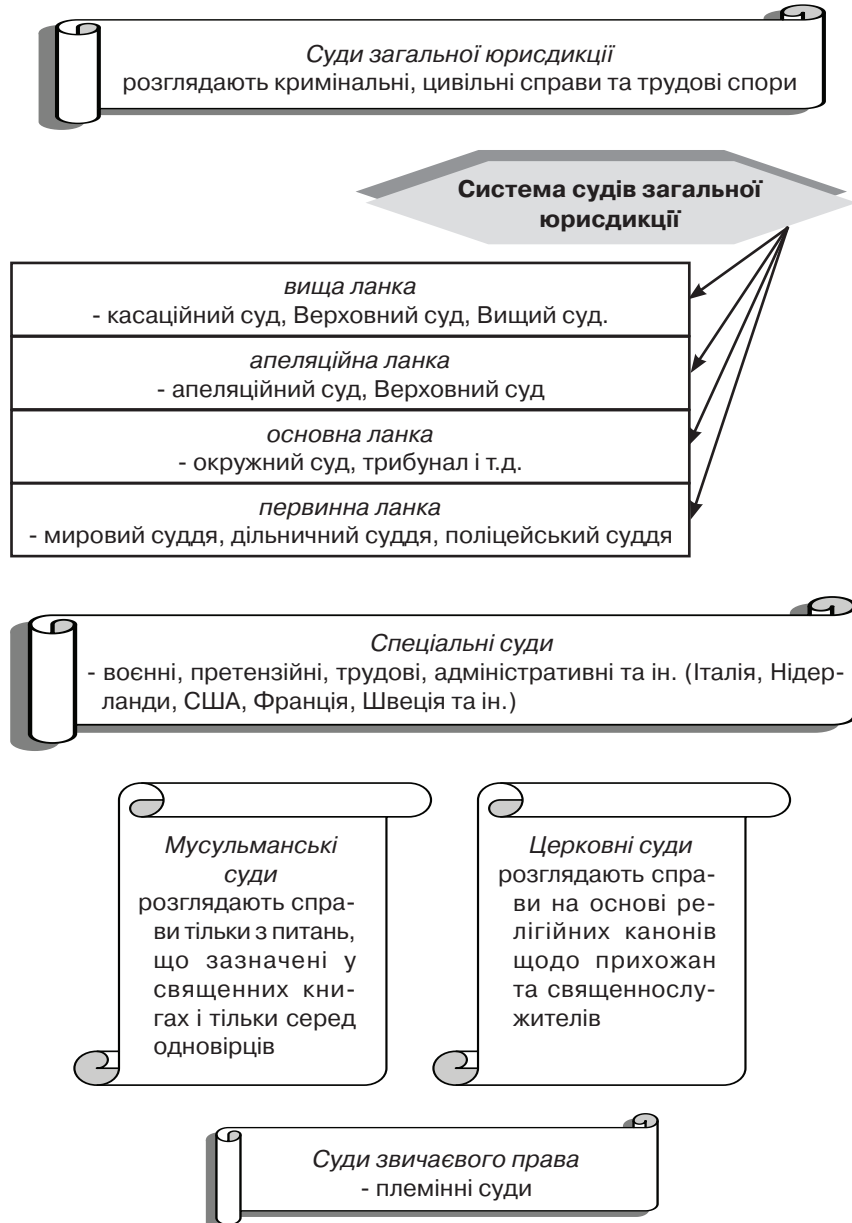 Суди загальної юрисдикції
розглядають кримінальні, цивільні справи та трудові спори
Система судів загальної
юрисдикції
вища ланка
- касаційний суд, Верховний суд, Вищий суд.
апеляційна ланка
- апеляційний суд, Верховний суд
основна ланка
- окружний суд, трибунал і т.д.
первинна ланка
- мировий суддя, дільничний суддя, поліцейський суддя
Спеціальні суди
- воєнні, претензійні, трудові, адміністративні та ін. (Італія, Нідер-
ланди, США, Франція, Швеція та ін.)
Мусульманські
суди
розглядають спра-
ви тільки з питань,
що зазначені у
священних кни-
гах і тільки серед
одновірців
Церковні суди
розглядають спра-
ви на основі ре-
лігійних канонів
щодо прихожан
та священнослу-
жителів
Суди звичаєвого права
- племінні суди